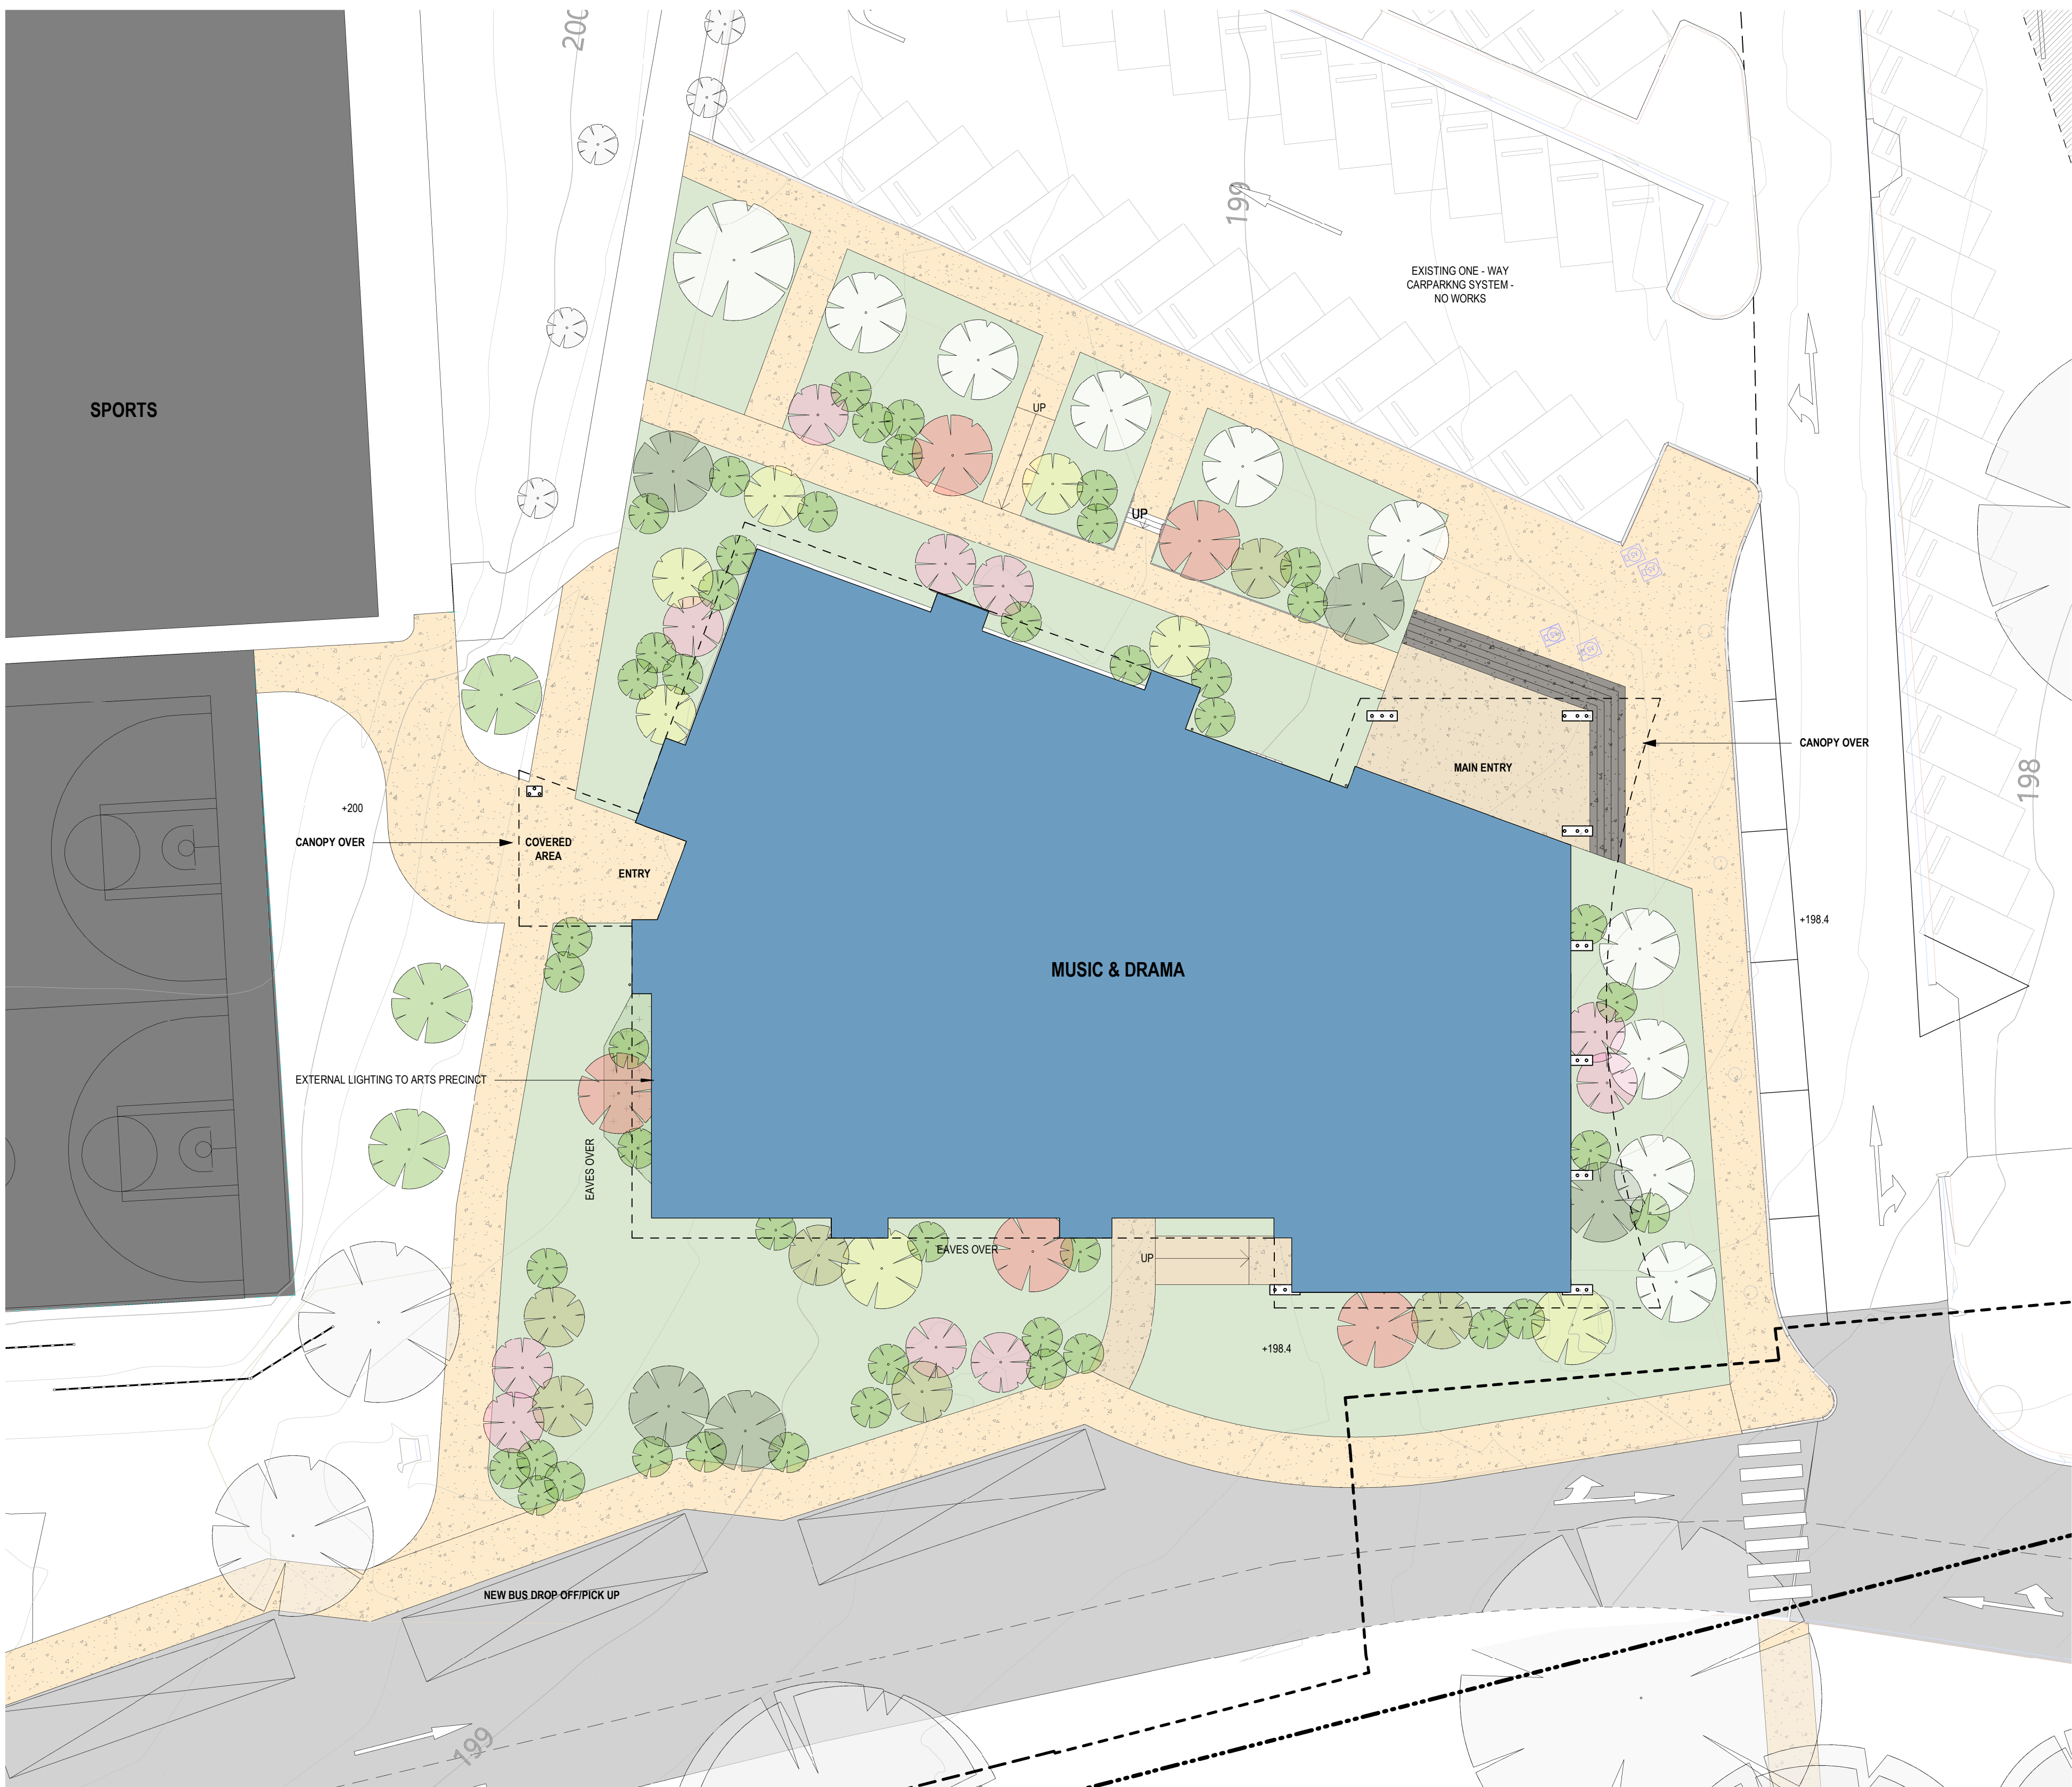 200
199
EXISTING ONE - WAY
CARPARKNG SYSTEM -
NO WORKS
SPORTS
UP
UP
CANOPY OVER
MAIN ENTRY
198
+200
CANOPY OVER
COVERED
AREA
ENTRY
+198.4
MUSIC & DRAMA
EXTERNAL LIGHTING TO ARTS PRECINCT
EAVES OVER
EAVES OVER
UP
+198.4
NEW BUS DROP OFF/PICK UP
199